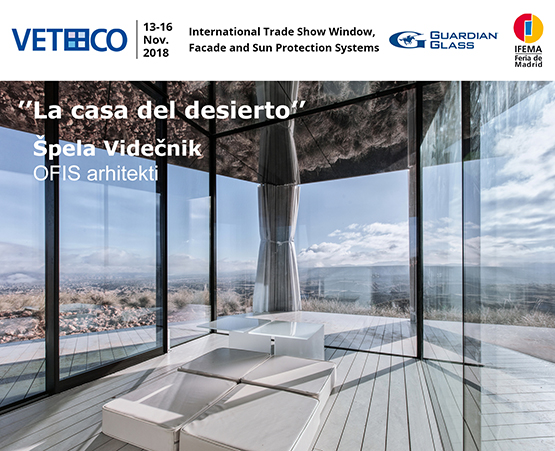 VETECO
13-16
Nov.
2018
International Trade Show Window,
Facade and Sun Protection Systems
GUARDIAN
GLASS
IFEMA
Feria de
Madrid
‘’La casa del desierto’’
Špela Videčnik
OFIS arhitekti